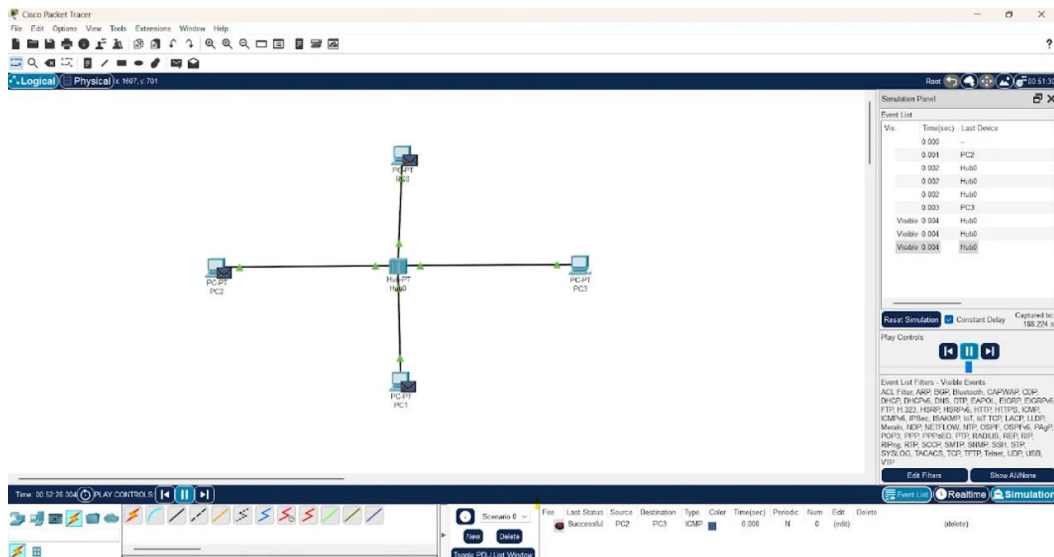 Cisco Packet Tracer
File Edit Options View Tools Extensions Window Help
?
Logical Physical x: 1607, y: 701
Root 00:51:30
Simulation Panel
Event List
Vis. Time(sec) Last Device
0.000 --
0.001 PC2
0.002 Hub0
0.002 Hub0
0.002 Hub0
0.003 PC3
Visible 0.004 Hub0
Visible 0.004 Hub0
Visible 0.004 Hub0
PC-PT
PC-PT
PC2
Hub-PT
Hub0
PC-PT
PC3
PC-PT
PC1
Reset Simulation Constant Delay Captured to:
188.224 s
Play Controls
Event List Filters - Visible Events
ACL Filter, ARP, BGP, Bluetooth, CAPWAP, CDP,
DHCP, DHCPv6, DNS, DTP, EAPOL, EIGRP, EIGRPv6,
FTP, H.323, HSRP, HSRPv6, HTTP, HTTPS, ICMP,
ICMPv6, IPSec, ISAKMP, IoT, IoT TCP, LACP, LLDP,
Meraki, NDP, NETFLOW, NTP, OSPF, OSPFv6, PAgP,
POP3, PPP, PPPoED, PTP, RADIUS, REP, RIP,
RIPng, RTP, SCCP, SMTP, SNMP, SSH, STP,
SYSLOG, TACACS, TCP, TFTP, Telnet, UDP, USB,
VTP
Edit Filters Show All/None
Time: 00:52:28.004 PLAY CONTROLS:
Event List Realtime Simulation
Scenario 0
New Delete
Toggle PDU List Window
Fire Last Status Source Destination Type Color Time(sec) Periodic Num Edit Delete
Successful PC2 PC3 ICMP 0.000 N 0 (edit) (delete)